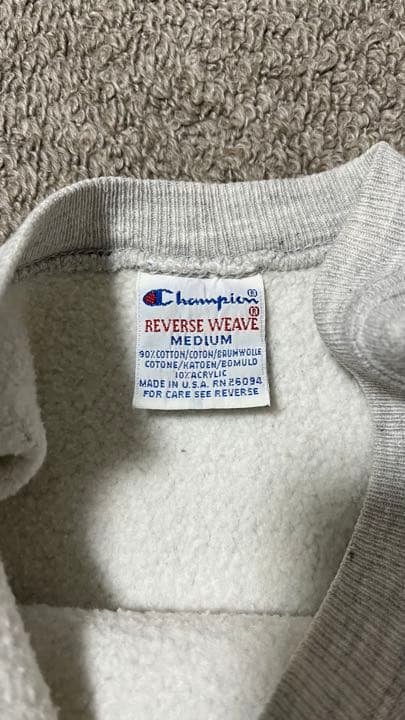 Champion®
REVERSE WEAVE®
MEDIUM
90% COTTON/COTON/BAUMWOLLE
COTONE/KATOEN/BOMULD
10% ACRYLIC
MADE IN U.S.A. RN 26094
FOR CARE SEE REVERSE